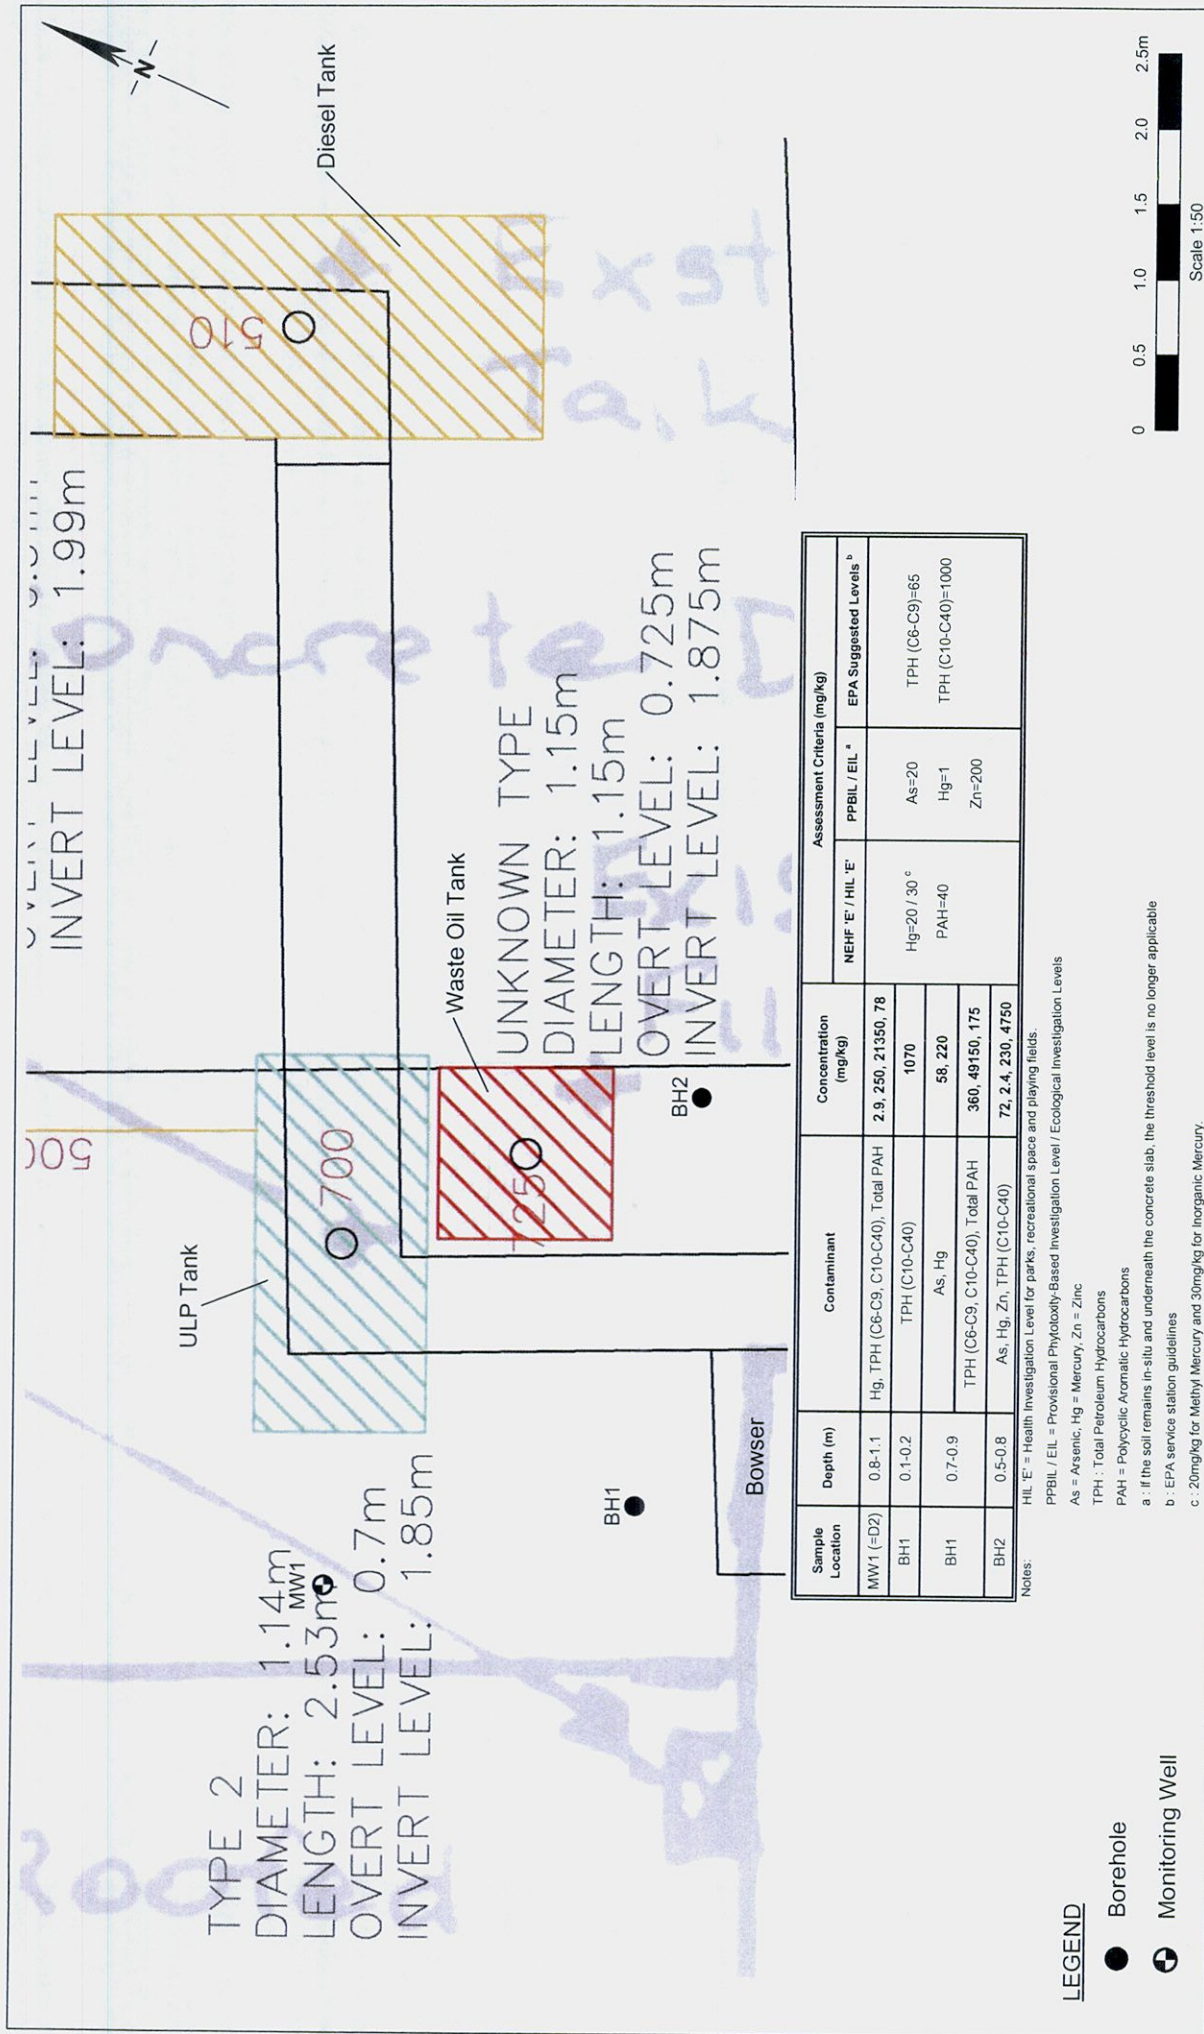 INVERT LEVEL: 1.99m
Diesel Tank
510
500
ULP Tank
700
TYPE 2
DIAMETER: 1.14m
LENGTH: 2.53m
OVERT LEVEL: 0.7m
INVERT LEVEL: 1.85m
MW1
Waste Oil Tank
725
UNKNOWN TYPE
DIAMETER: 1.15m
LENGTH: 1.15m
OVERT LEVEL: 0.725m
INVERT LEVEL: 1.875m
BH1
BH2
Bowser
-N-
Sample Location Depth (m) Contaminant Concentration (mg/kg) Assessment Criteria (mg/kg)
NEHF 'E' / HIL 'E' PPBIL / EIL ª EPA Suggested Levels ᵇ
MW1 (=D2) 0.8-1.1 Hg, TPH (C6-C9, C10-C40), Total PAH 2.9, 250, 21350, 78
BH1 0.1-0.2 TPH (C10-C40) 1070
BH1 0.7-0.9 As, Hg 58, 220
TPH (C6-C9, C10-C40), Total PAH 360, 49150, 175
BH2 0.5-0.8 As, Hg, Zn, TPH (C10-C40) 72, 2.4, 230, 4750
Hg=20 / 30 ᶜ
PAH=40
As=20
Hg=1
Zn=200
TPH (C6-C9)=65
TPH (C10-C40)=1000
Notes: HIL 'E' = Health Investigation Level for parks, recreational space and playing fields.
PPBIL / EIL = Provisional Phytotoxity-Based Investigation Level / Ecological Investigation Levels
As = Arsenic, Hg = Mercury, Zn = Zinc
TPH : Total Petroleum Hydrocarbons
PAH = Polycyclic Aromatic Hydrocarbons
a : If the soil remains in-situ and underneath the concrete slab, the threshold level is no longer applicable
b : EPA service station guidelines
c : 20mg/kg for Methyl Mercury and 30mg/kg for Inorganic Mercury.
LEGEND
Borehole
Monitoring Well
0 0.5 1.0 1.5 2.0 2.5m
Scale 1:50